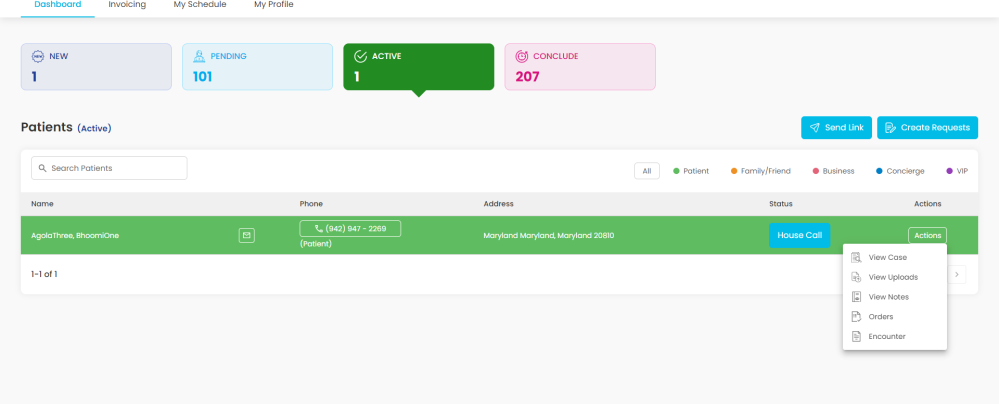 Dashboard Invoicing My Schedule My Profile
NEW PENDING ACTIVE CONCLUDE
1 101 1 207
Patients (Active) Send Link Create Requests
Search Patients All Patient Family/Friend Business Concierge VIP
Name Phone Address Status Actions
AgolaThree, BhoomiOne (942) 947 - 2269 Maryland Maryland, Maryland 20810 House Call Actions
(Patient)
View Case
1-1 of 1 View Uploads
View Notes
Orders
Encounter